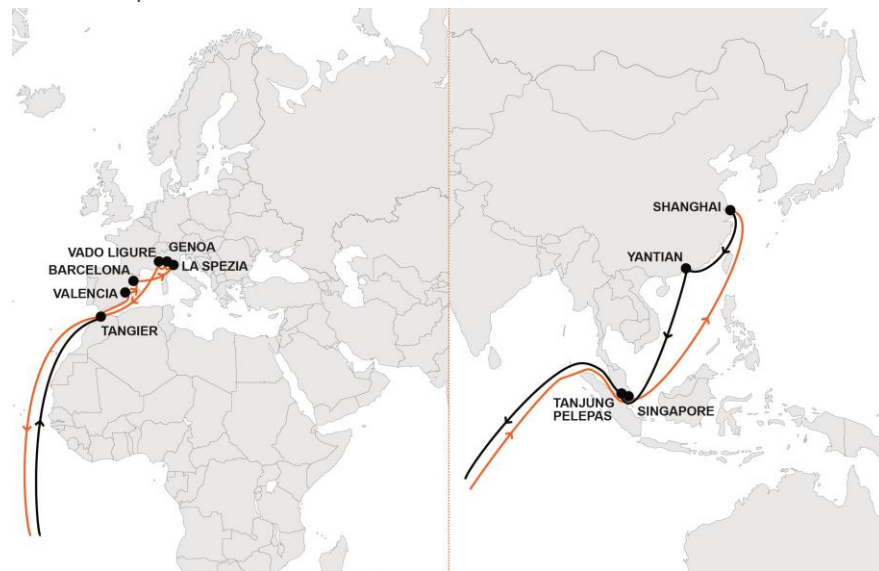 VADO LIGURE
GENOA
BARCELONA
LA SPEZIA
VALENCIA
TANGIER
SHANGHAI
YANTIAN
TANJUNG
PELEPAS
SINGAPORE